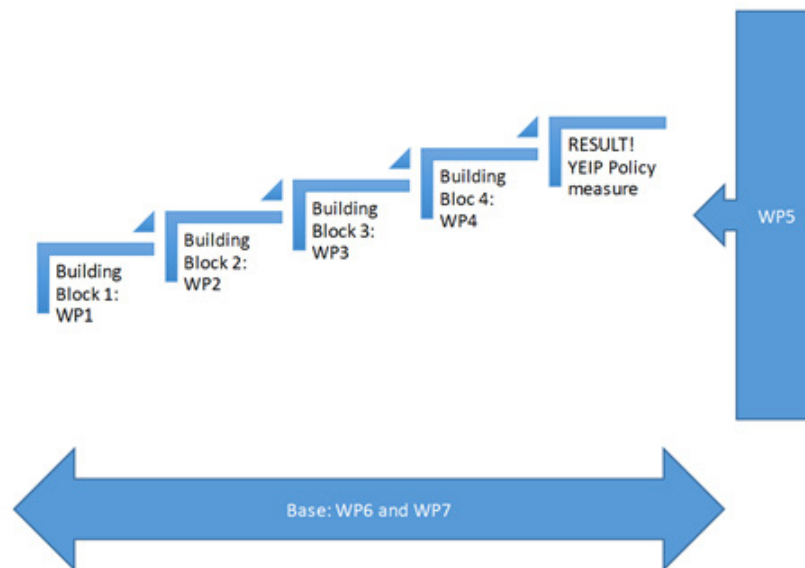 Building
Block 1:
WP1
Building
Block 2:
WP2
Building
Block 3:
WP3
Building
Bloc 4:
WP4
RESULT!
YEIP Policy
measure
WP5
Base: WP6 and WP7